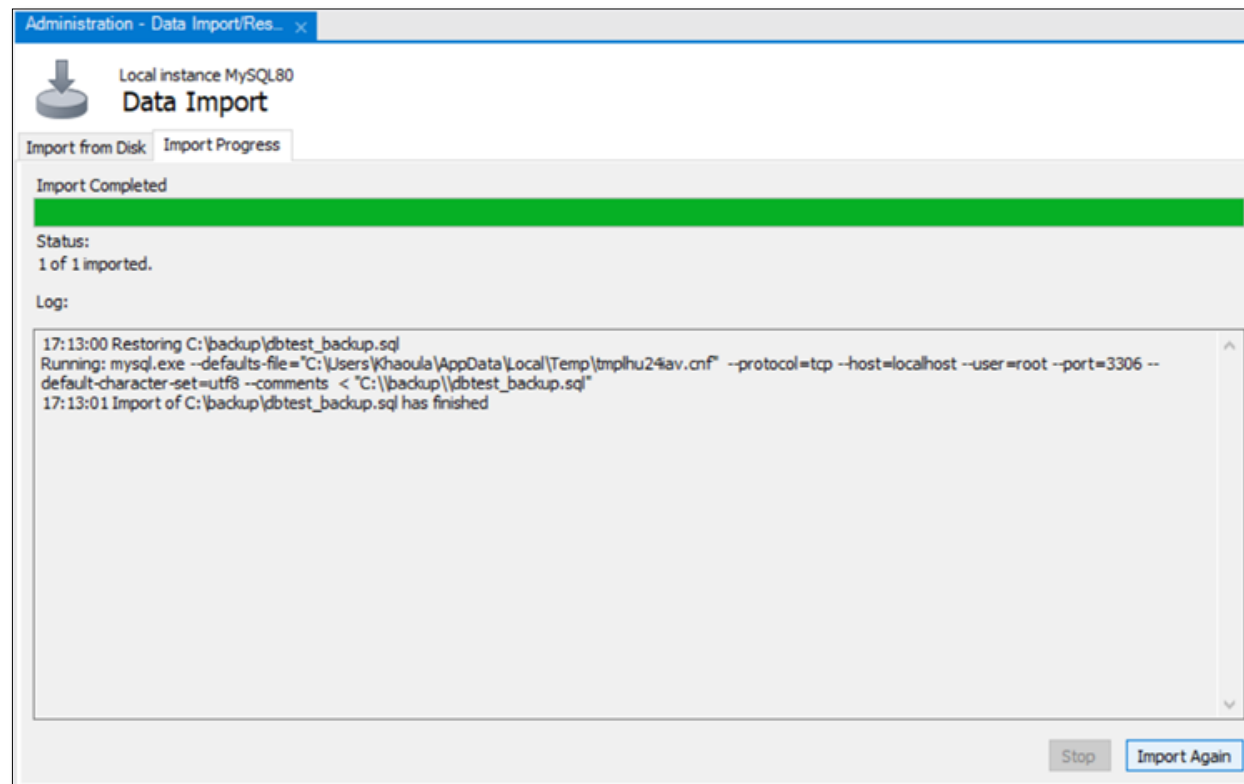 Administration - Data Import/Res...
Local instance MySQL80
Data Import
Import from Disk Import Progress
Import Completed
Status:
1 of 1 imported.
Log:
17:13:00 Restoring C:\backup\dbtest_backup.sql
Running: mysql.exe --defaults-file="C:\Users\Khaoula\AppData\Local\Temp\tmplhu24iav.cnf" --protocol=tcp --host=localhost --user=root --port=3306 --
default-character-set=utf8 --comments < "C:\\backup\\dbtest_backup.sql"
17:13:01 Import of C:\backup\dbtest_backup.sql has finished
Stop Import Again